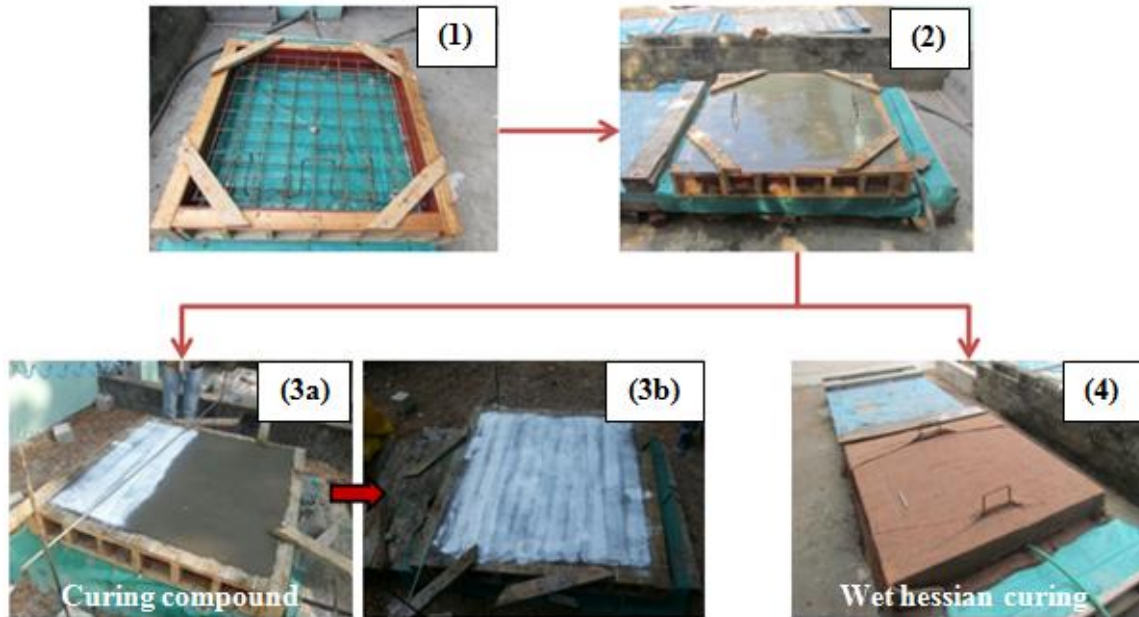 (1)
(2)
(3a)
(3b)
(4)
Curing compound
Wet hessian curing